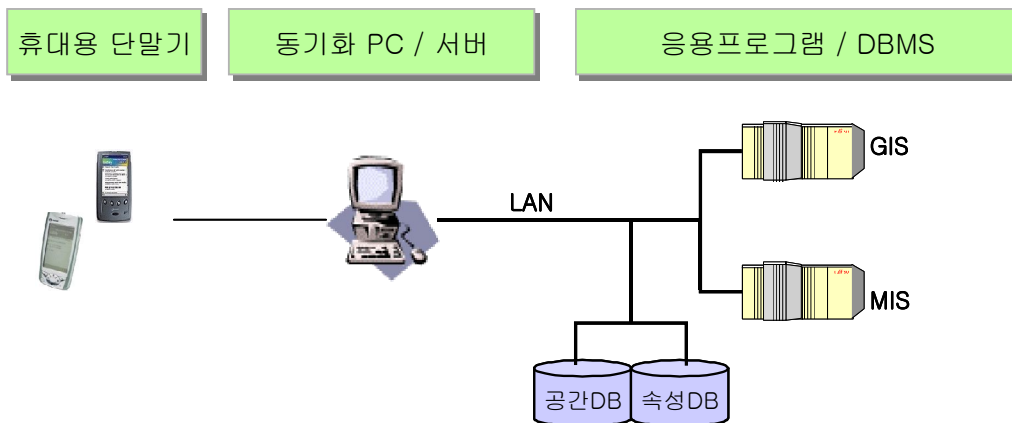 휴대용 단말기
동기화 PC / 서버
응용프로그램 / DBMS
GIS
LAN
MIS
공간DB
속성DB